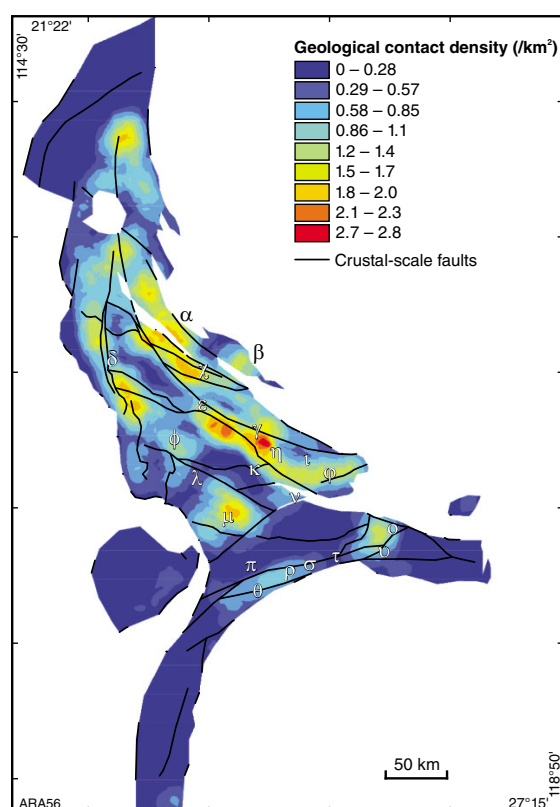 21°22'
114°30'
Geological contact density (/km²)
0 – 0.28
0.29 – 0.57
0.58 – 0.85
0.86 – 1.1
1.2 – 1.4
1.5 – 1.7
1.8 – 2.0
2.1 – 2.3
2.7 – 2.8
Crustal-scale faults
α
β
δ
χ
ε
γ
ϕ
η
ι
κ
φ
λ
ν
μ
ο
υ
τ
π
σ
ρ
θ
50 km
118°50'
ARA56
27°15'